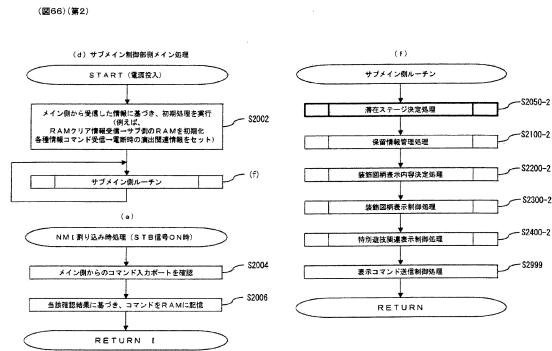 (図66)(第2)
(d) サブメイン制御部側メイン処理
START (電源投入)
メイン側から受信した情報に基づき、初期処理を実行
(例えば、
RAMクリア情報受信→サブ側のRAMを初期化
各種情報コマンド受信→電断時の演出関連情報をセット)
S2002
サブメイン側ルーチン
(f)
(e)
NMI割り込み時処理 (STB信号ON時)
メイン側からのコマンド入力ポートを確認
S2004
当該確認結果に基づき、コマンドをRAMに記憶
S2006
RETURN I
(f)
サブメイン側ルーチン
滞在ステージ決定処理
S2050-2
保留情報管理処理
S2100-2
装飾図柄表示内容決定処理
S2200-2
装飾図柄表示制御処理
S2300-2
特別遊技関連表示制御処理
S2400-2
表示コマンド送信制御処理
S2999
RETURN